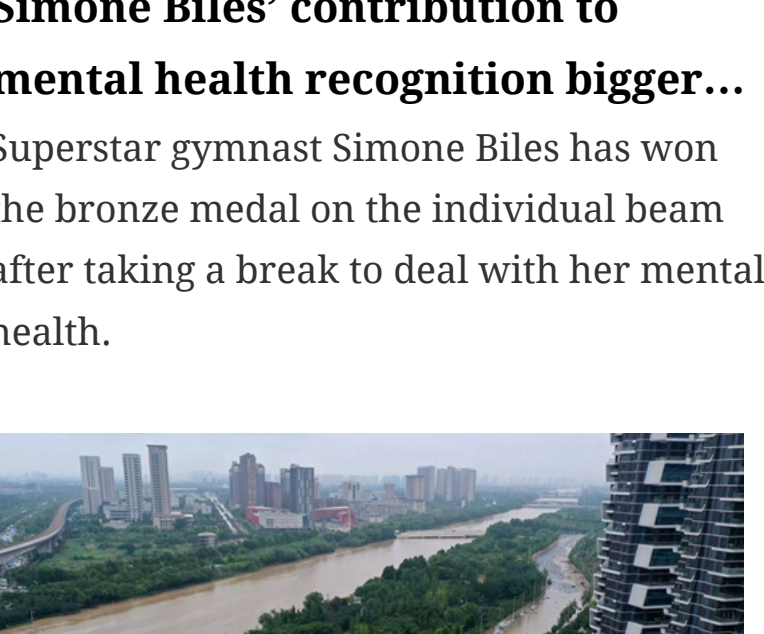 Simone Biles’ contribution to
mental health recognition bigger...
Superstar gymnast Simone Biles has won
the bronze medal on the individual beam
after taking a break to deal with her mental
health.